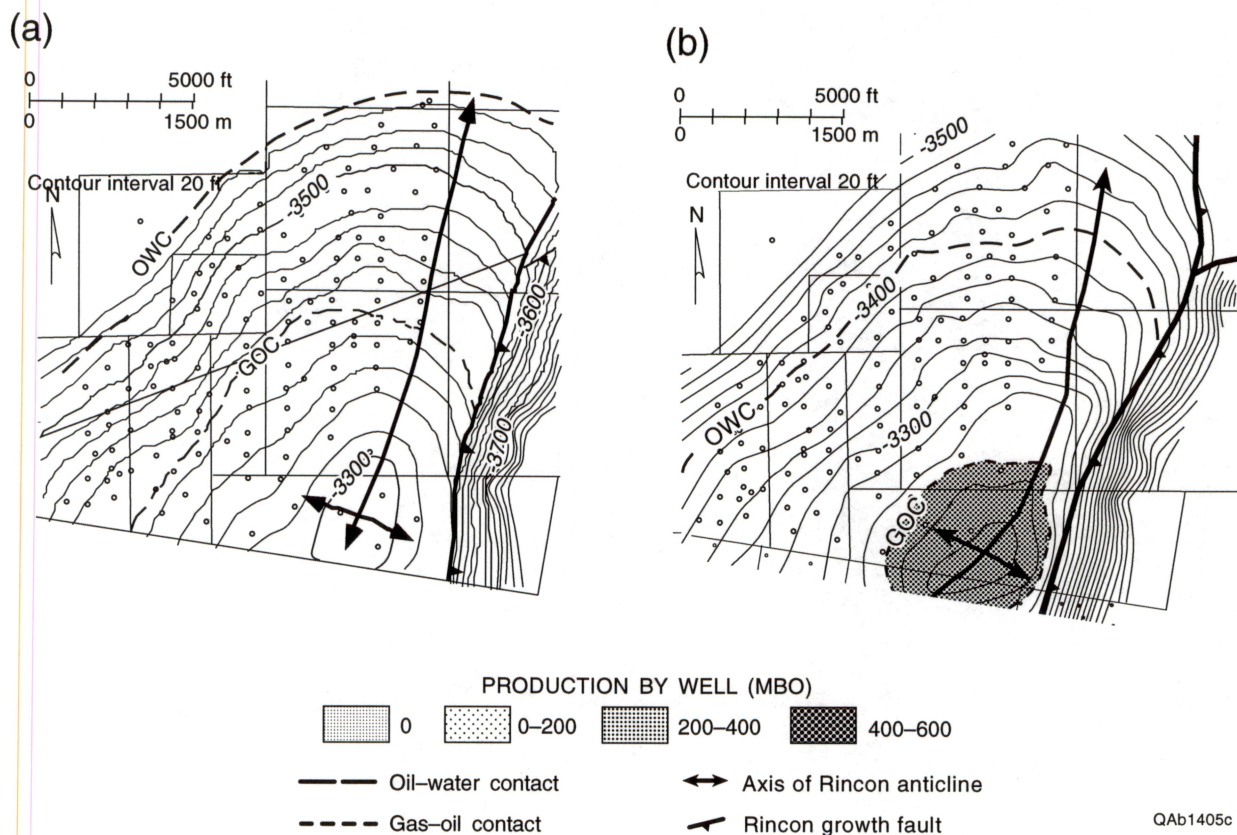 (a)
0 5000 ft
0 1500 m
Contour interval 20 ft
N
OWC
-3500
GOC
-3600
-3700
-3300
(b)
0 5000 ft
0 1500 m
Contour interval 20 ft
N
-3500
-3400
OWC
-3300
GOC
PRODUCTION BY WELL (MBO)
0 0–200 200–400 400–600
Oil–water contact Axis of Rincon anticline
Gas–oil contact Rincon growth fault
QAb1405c